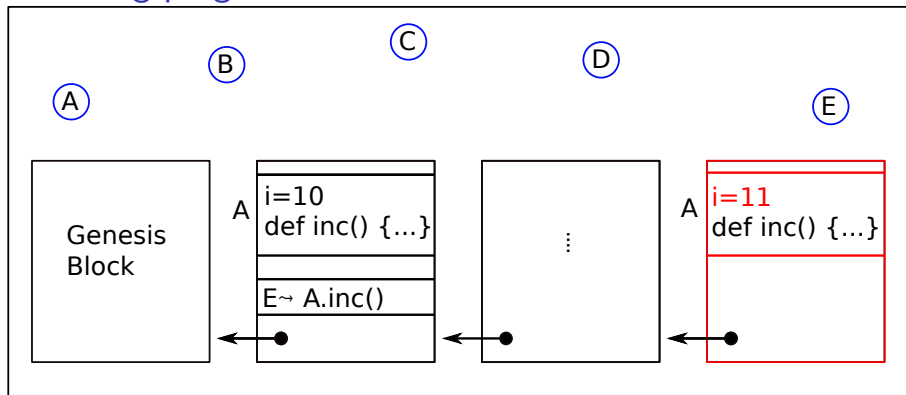 C
B
D
A
E
Genesis
Block
A
i=10
def inc() {...}
E⤳ A.inc()
...
A
i=11
def inc() {...}